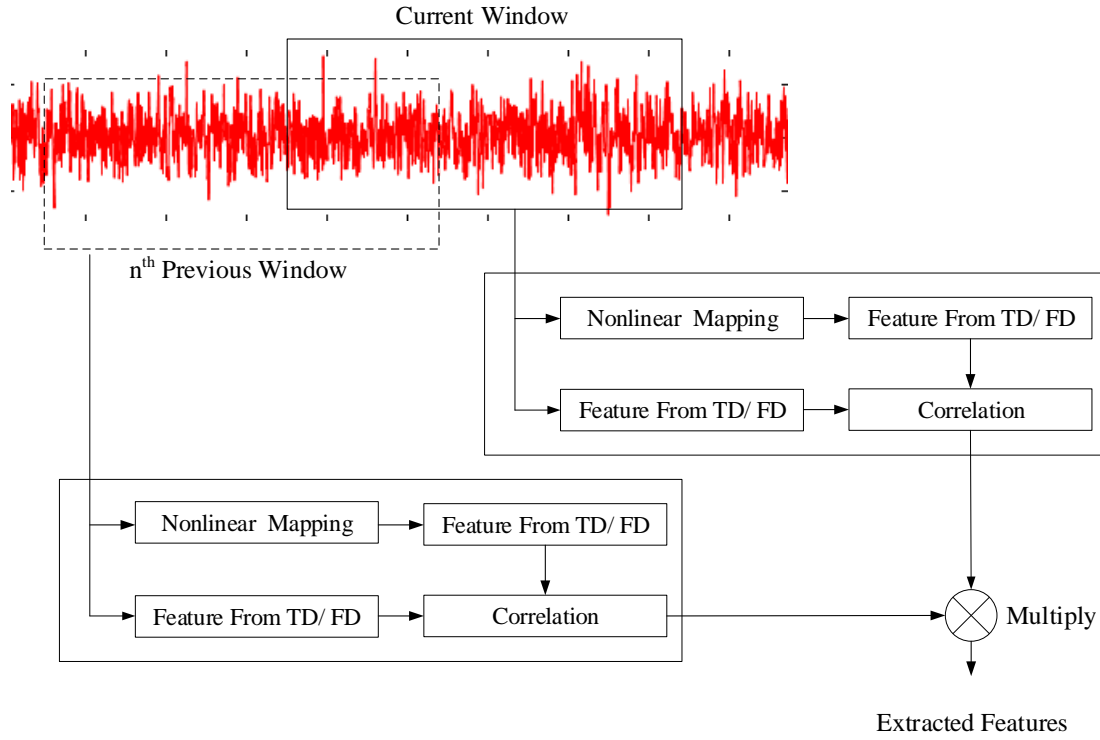 Current Window
nth Previous Window
Nonlinear Mapping
Feature From TD/ FD
Feature From TD/ FD
Correlation
Nonlinear Mapping
Feature From TD/ FD
Feature From TD/ FD
Correlation
Multiply
Extracted Features